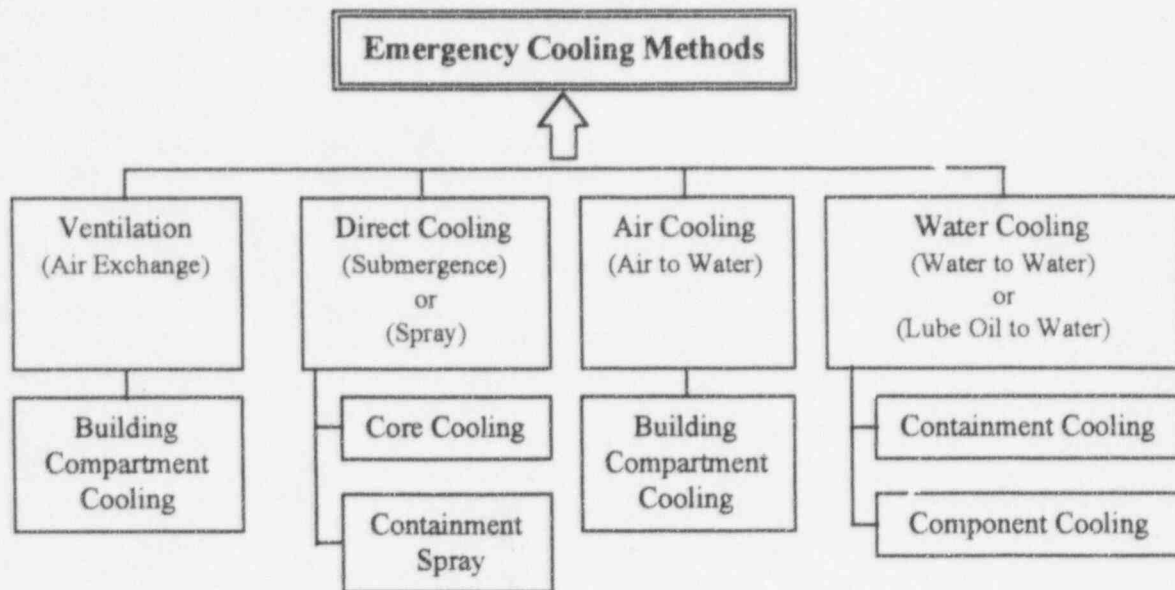 Emergency Cooling Methods
Ventilation
(Air Exchange)
Direct Cooling
(Submergence)
or
(Spray)
Air Cooling
(Air to Water)
Water Cooling
(Water to Water)
or
(Lube Oil to Water)
Building
Compartment
Cooling
Core Cooling
Containment
Spray
Building
Compartment
Cooling
Containment Cooling
Component Cooling